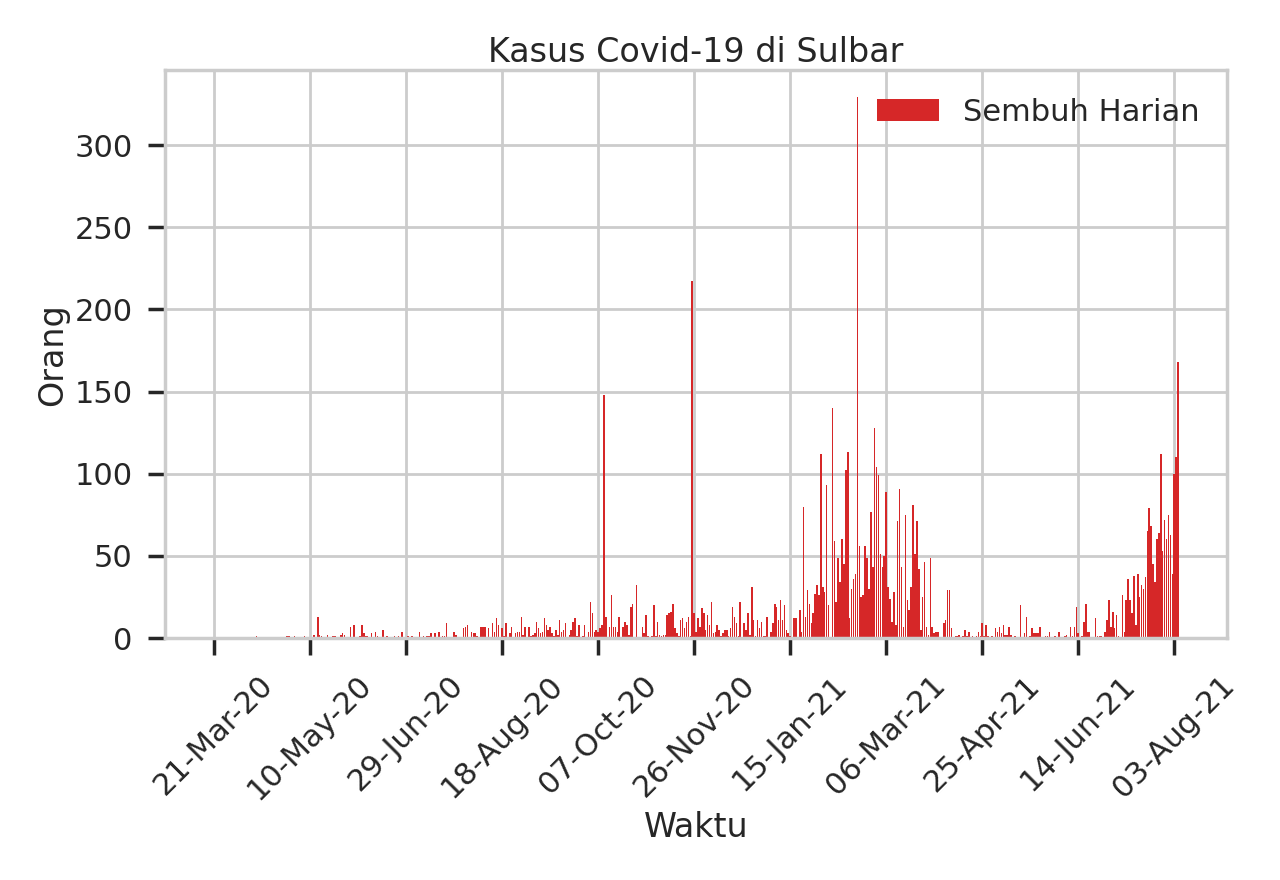 Kasus Covid-19 di Sulbar
Sembuh Harian
Orang
300
250
200
150
100
50
0
21-Mar-20
10-May-20
29-Jun-20
18-Aug-20
07-Oct-20
26-Nov-20
15-Jan-21
06-Mar-21
25-Apr-21
14-Jun-21
03-Aug-21
Waktu